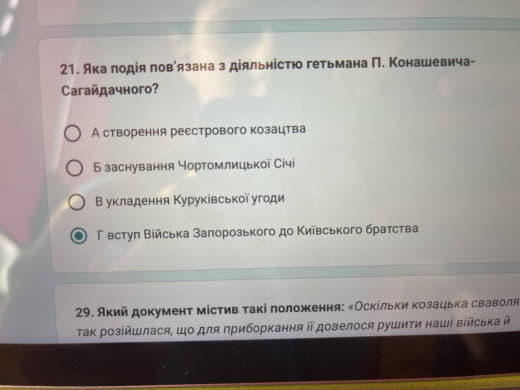 21. Яка подія пов’язана з діяльністю гетьмана П. Конашевича-
Сагайдачного?
А створення реєстрового козацтва
Б заснування Чортомлицької Січі
В укладення Куруківської угоди
Г вступ Війська Запорозького до Київського братства
29. Який документ містив такі положення: «Оскільки козацька сваволя
так розійшлася, що для приборкання її довелося рушити наші війська й